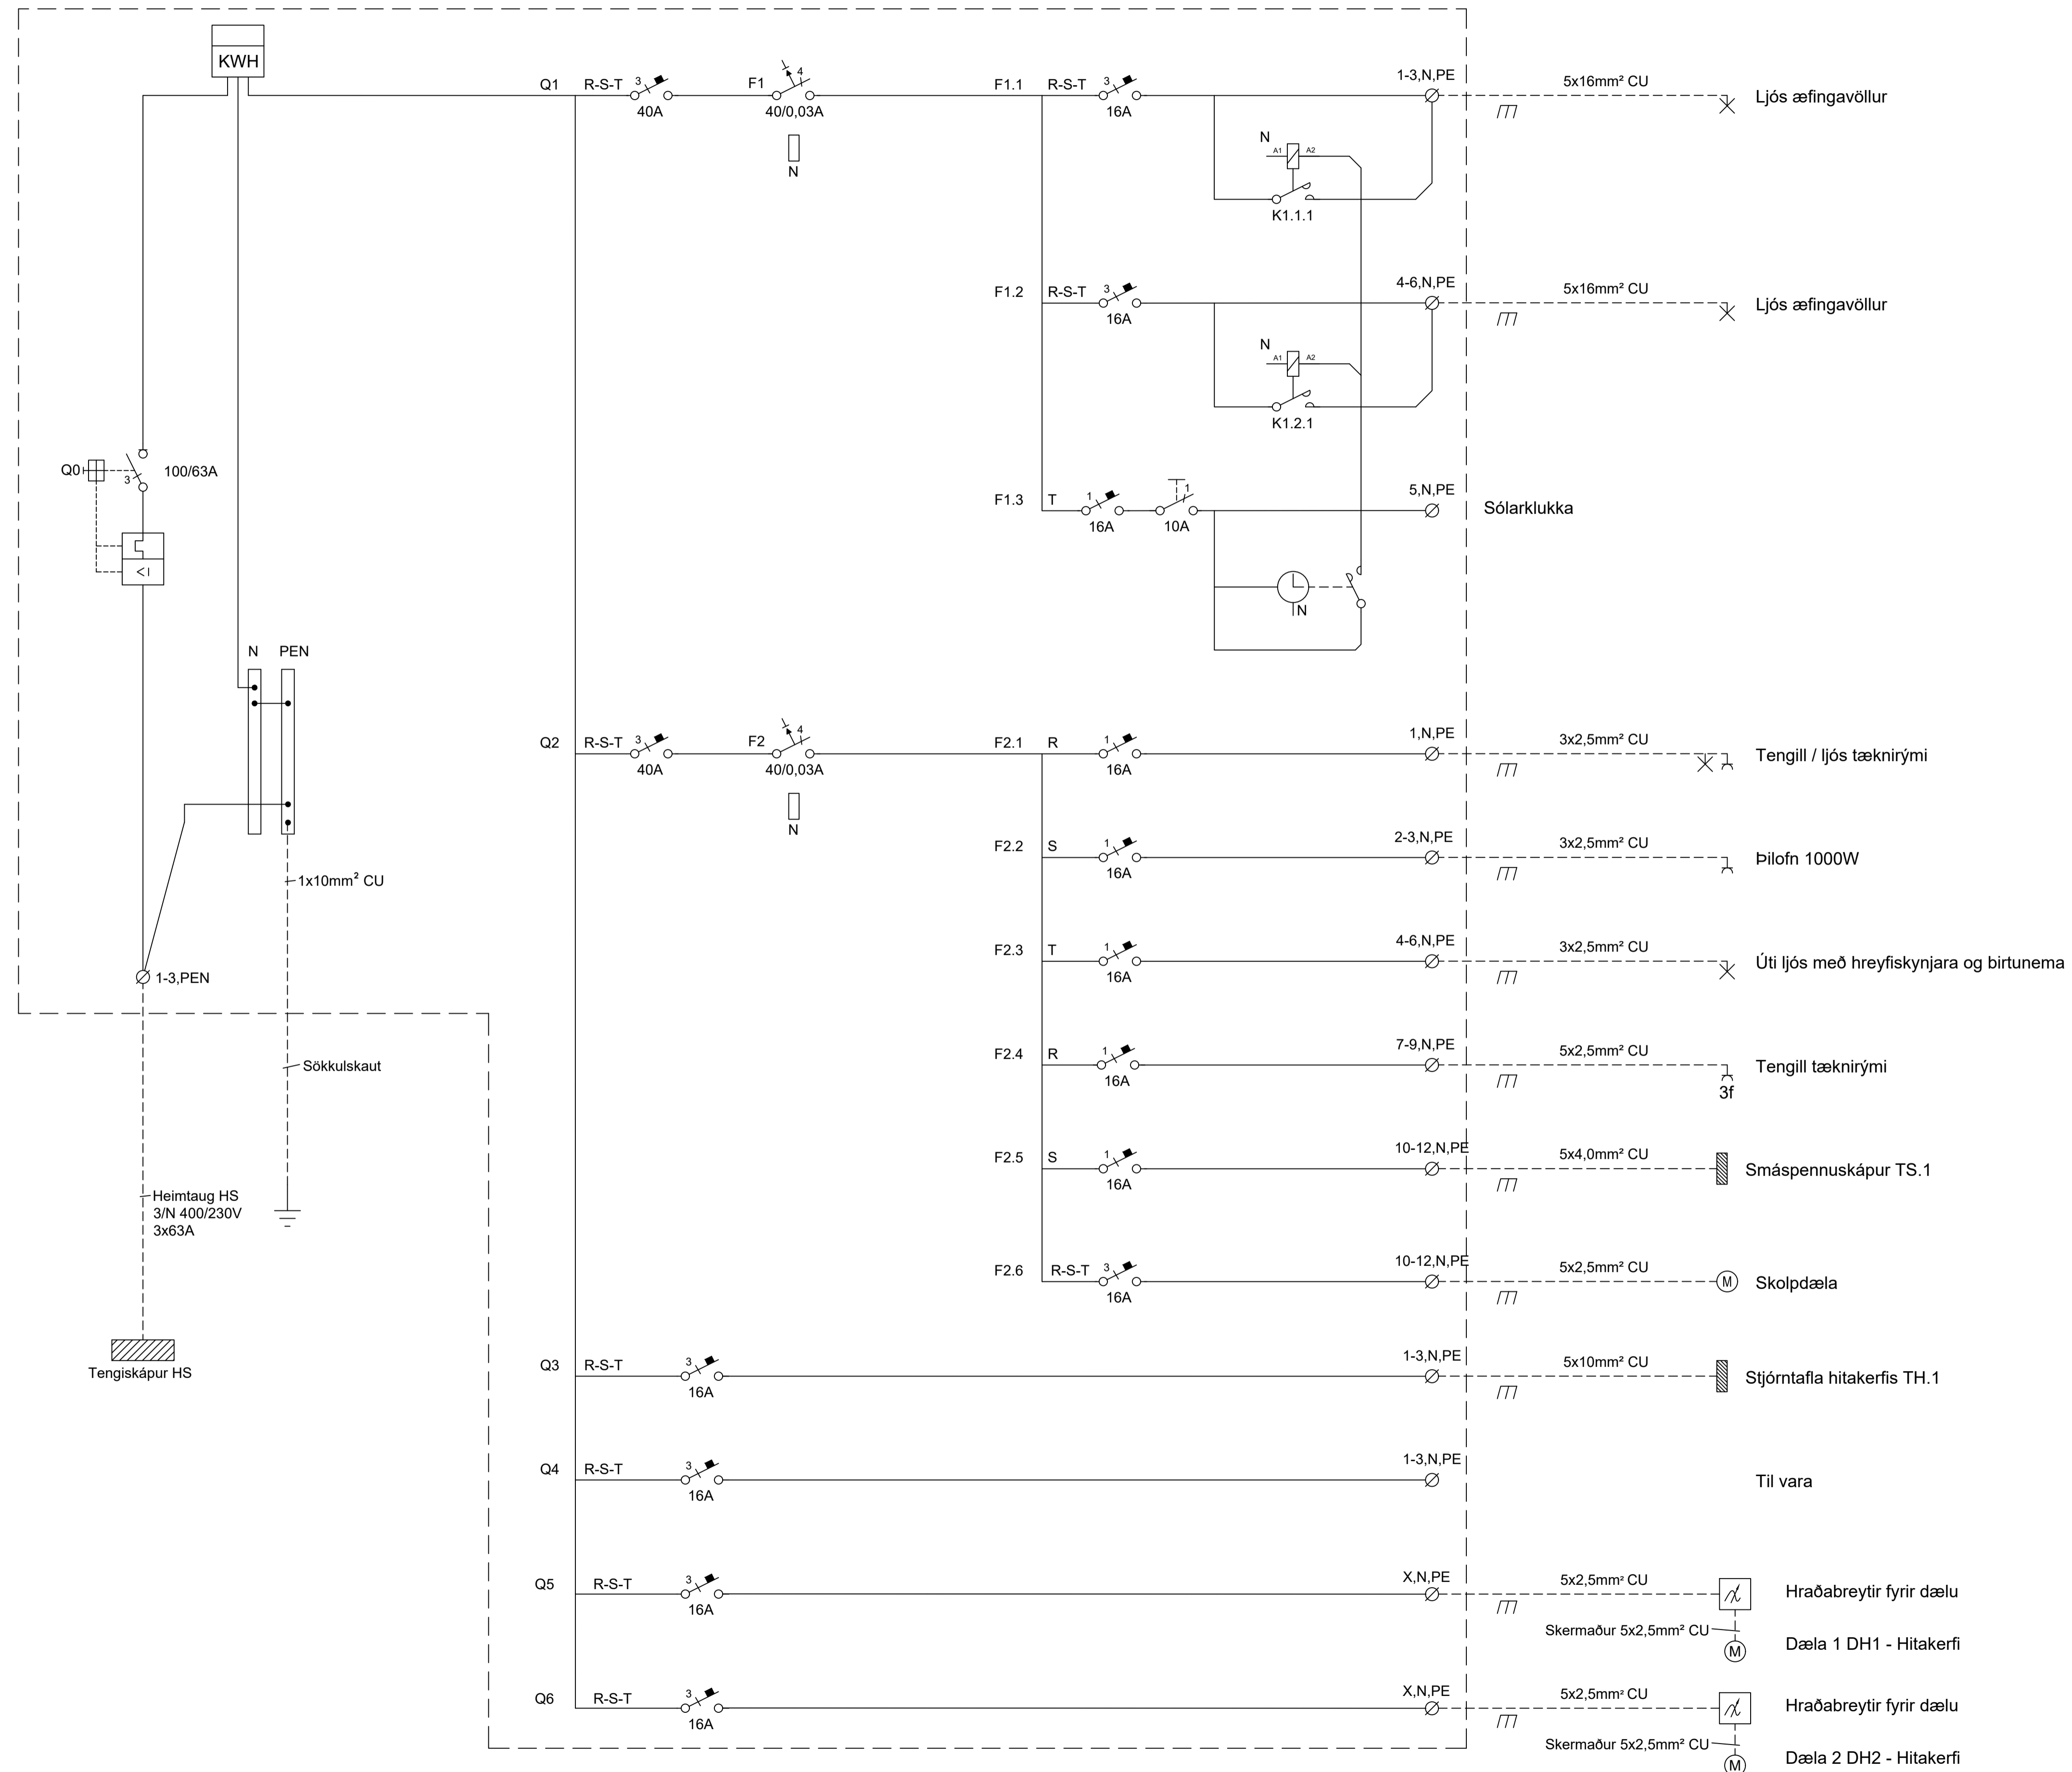 KWH
Q1
R-S-T
3
40A
F1
4
40/0,03A
N
F1.1
R-S-T
3
16A
1-3,N,PE
5x16mm² CU
Ljós æfingavöllur
N
A1
A2
K1.1.1
F1.2
R-S-T
3
16A
4-6,N,PE
5x16mm² CU
Ljós æfingavöllur
N
A1
A2
K1.2.1
Q0
3
100/63A
F1.3
T
1
16A
1
10A
5,N,PE
Sólarklukka
N
N
PEN
Q2
R-S-T
3
40A
F2
4
40/0,03A
N
F2.1
R
1
16A
1,N,PE
3x2,5mm² CU
Tengill / ljós tæknirými
F2.2
S
1
16A
2-3,N,PE
3x2,5mm² CU
Þilofn 1000W
1x10mm² CU
F2.3
T
1
16A
4-6,N,PE
3x2,5mm² CU
Úti ljós með hreyfiskynjara og birtunema
1-3,PEN
F2.4
R
1
16A
7-9,N,PE
5x2,5mm² CU
Tengill tæknirými
3f
Sökkulskaut
F2.5
S
1
16A
10-12,N,PE
5x4,0mm² CU
Smáspennuskápur TS.1
Heimtaug HS
3/N 400/230V
3x63A
F2.6
R-S-T
3
16A
10-12,N,PE
5x2,5mm² CU
M
Skolpdæla
Tengiskápur HS
Q3
R-S-T
3
16A
1-3,N,PE
5x10mm² CU
Stjórntafla hitakerfis TH.1
Q4
R-S-T
3
16A
1-3,N,PE
Til vara
Q5
R-S-T
3
16A
X,N,PE
5x2,5mm² CU
Hraðabreytir fyrir dælu
Skermaður 5x2,5mm² CU
M
Dæla 1 DH1 - Hitakerfi
Q6
R-S-T
3
16A
X,N,PE
5x2,5mm² CU
Hraðabreytir fyrir dælu
Skermaður 5x2,5mm² CU
M
Dæla 2 DH2 - Hitakerfi